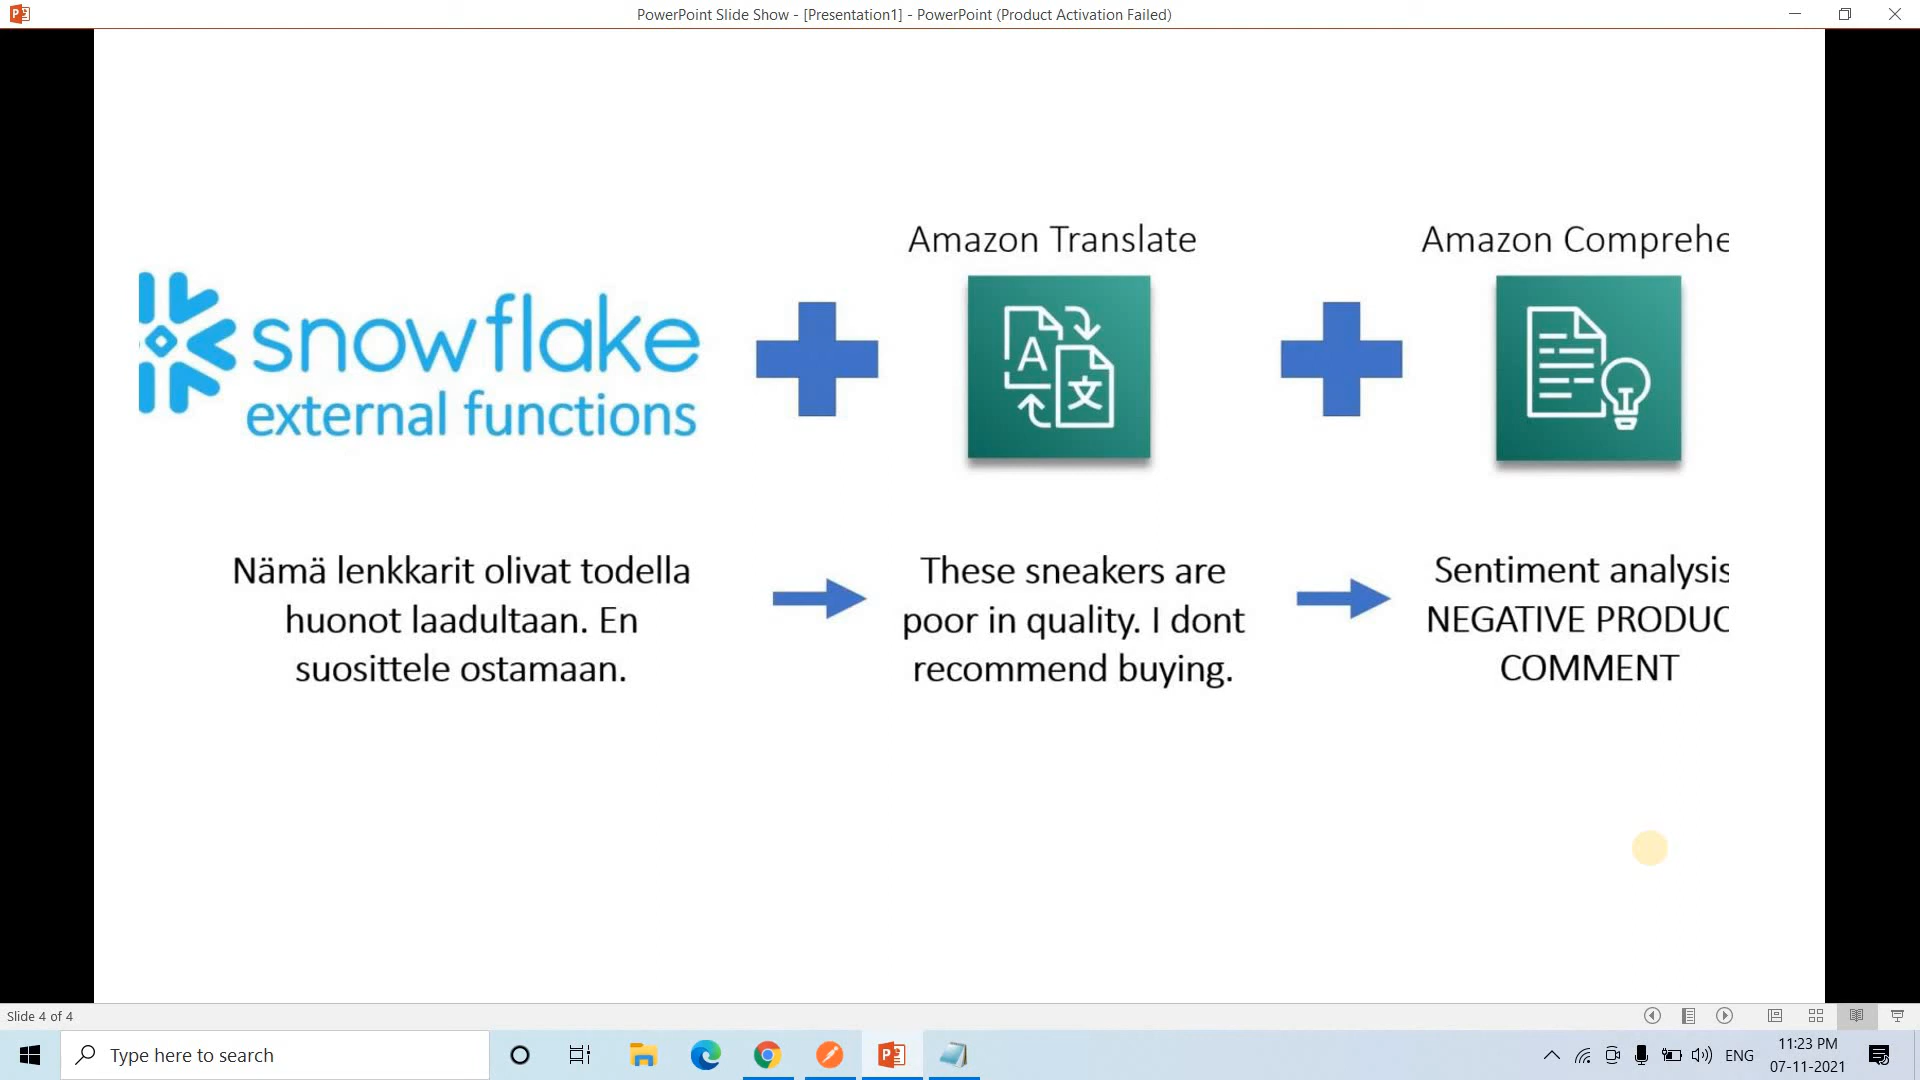 PowerPoint Slide Show - [Presentation1] - PowerPoint (Product Activation Failed)
Amazon Translate
Amazon Comprehe
snowflake
external functions
A
文
Nämä lenkkarit olivat todella
huonot laadultaan. En
suosittele ostamaan.
These sneakers are
poor in quality. I dont
recommend buying.
Sentiment analysis
NEGATIVE PRODUC
COMMENT
Slide 4 of 4
Type here to search
ENG
11:23 PM
07-11-2021